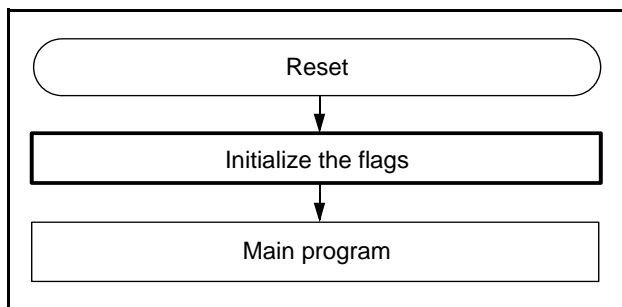 Reset
Initialize the flags
Main program